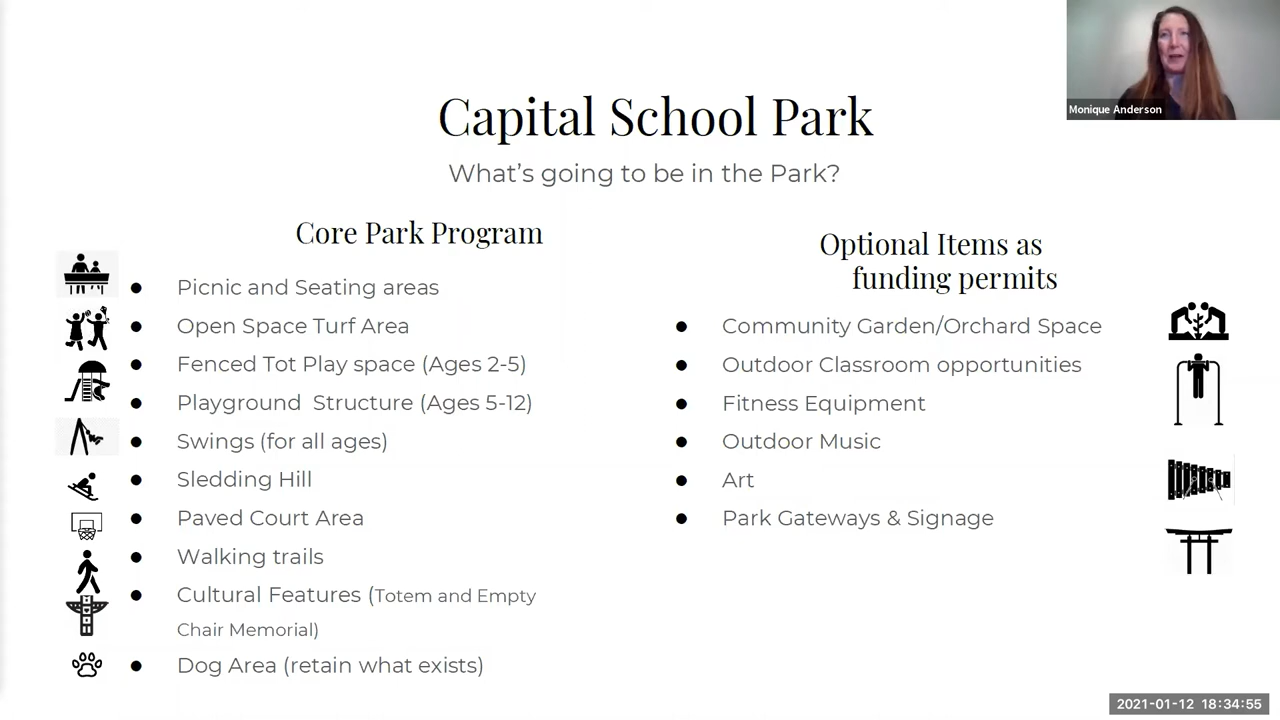 Monique Anderson
Capital School Park
What's going to be in the Park?
Core Park Program
Picnic and Seating areas
Open Space Turf Area
Fenced Tot Play space (Ages 2-5)
Playground  Structure (Ages 5-12)
Swings (for all ages)
Sledding Hill
Paved Court Area
Walking trails
Cultural Features (Totem and Empty
Chair Memorial)
Dog Area (retain what exists)
Optional Items as
funding permits
Community Garden/Orchard Space
Outdoor Classroom opportunities
Fitness Equipment
Outdoor Music
Art
Park Gateways & Signage
2021-01-12 18:34:55